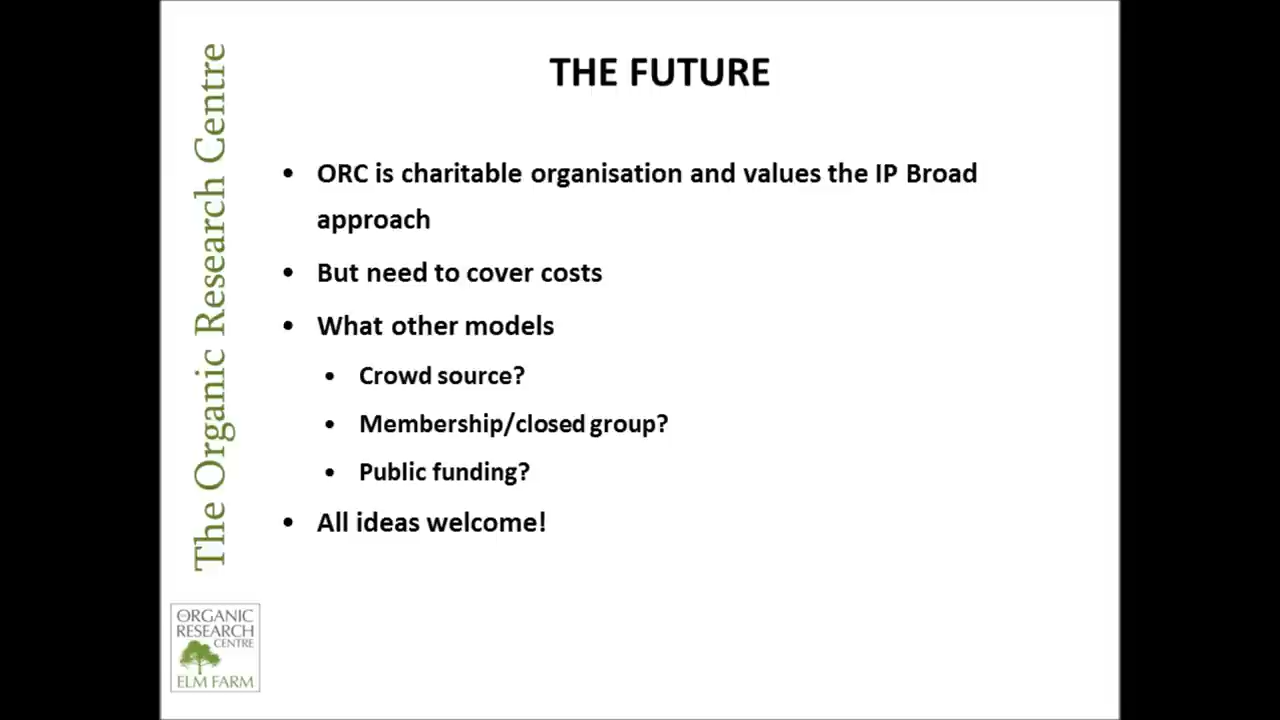 THE FUTURE
The Organic Research Centre
• ORC is charitable organisation and values the IP Broad
approach
• But need to cover costs
• What other models
• Crowd source?
• Membership/closed group?
• Public funding?
• All ideas welcome!
THE
ORGANIC
RESEARCH
CENTRE
ELM FARM